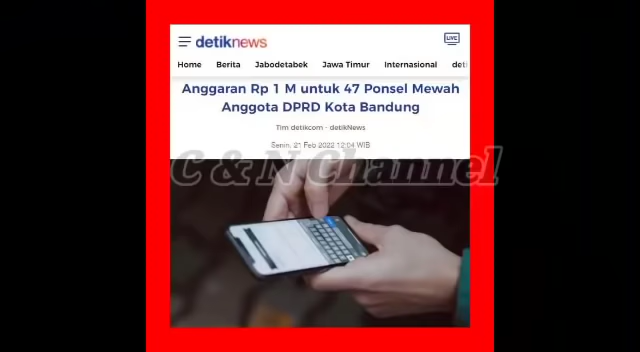 detiknews
LIVE
Home Berita Jabodetabek Jawa Timur Internasional deti
Anggaran Rp 1 M untuk 47 Ponsel Mewah
Anggota DPRD Kota Bandung
Tim detikcom - detikNews
Senin, 21 Feb 2022 12:04 WIB
C & N Channel